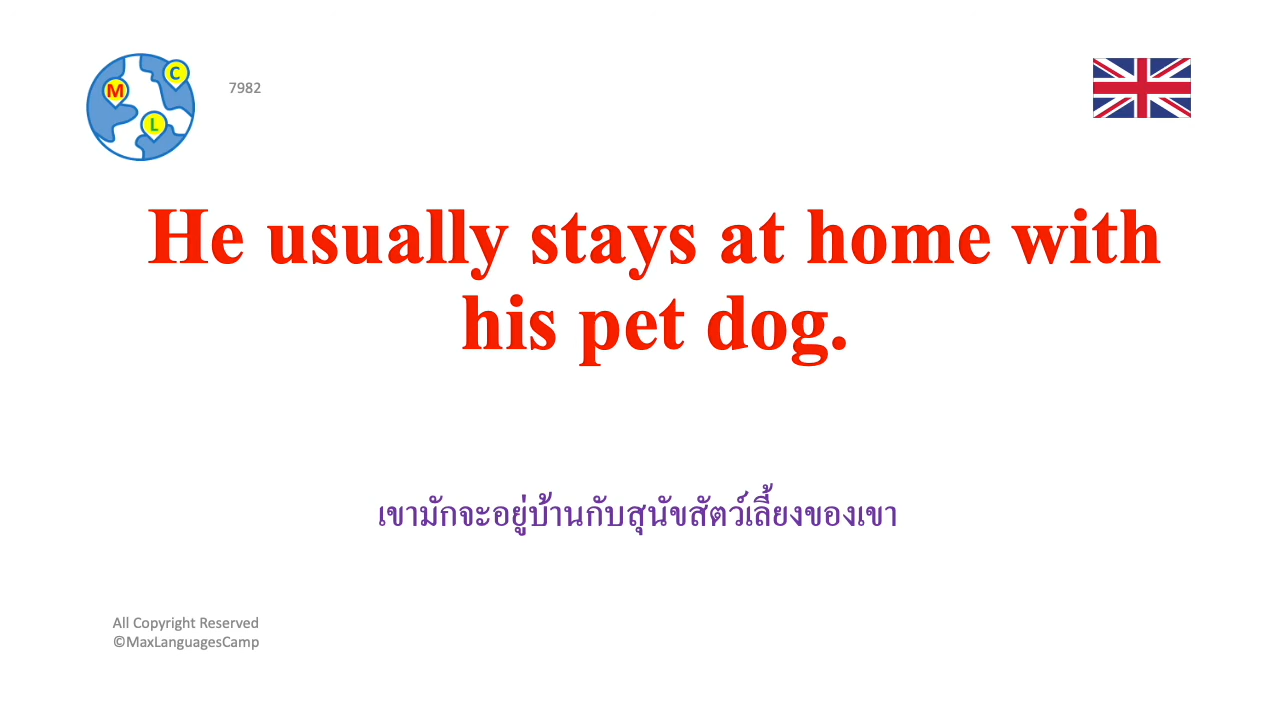 C
M
L
7982
He usually stays at home with
his pet dog.
เขามักจะอยู่บ้านกับสุนัขสัตว์เลี้ยงของเขา
All Copyright Reserved
©MaxLanguagesCamp